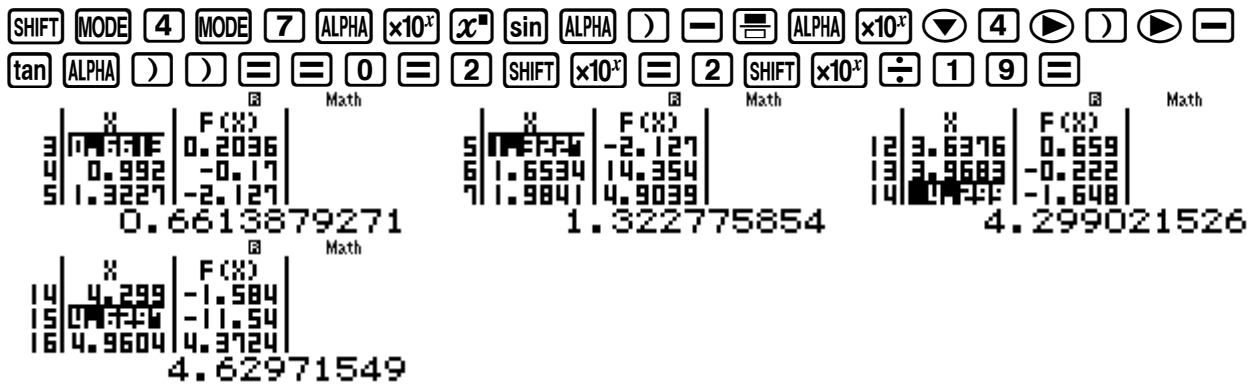 SHIFT MODE 4 MODE 7 ALPHA ×10ˣ x■ sin ALPHA ) − ALPHA ×10ˣ ▼ 4 ▶ ) ▶ −
tan ALPHA ) ) = = 0 = 2 SHIFT ×10ˣ = 2 SHIFT ×10ˣ ÷ 1 9 =
R Math
X F(X)
3 0.2036
4 0.992 -0.17
5 1.3227 -2.127
0.6613879271
R Math
X F(X)
5 -2.127
6 1.6534 14.354
7 1.9841 4.9039
1.322775854
R Math
X F(X)
12 3.6376 0.659
13 3.9683 -0.222
14 -1.648
4.299021526
R Math
X F(X)
14 4.299 -1.584
15 -11.54
16 4.9604 4.3724
4.62971549